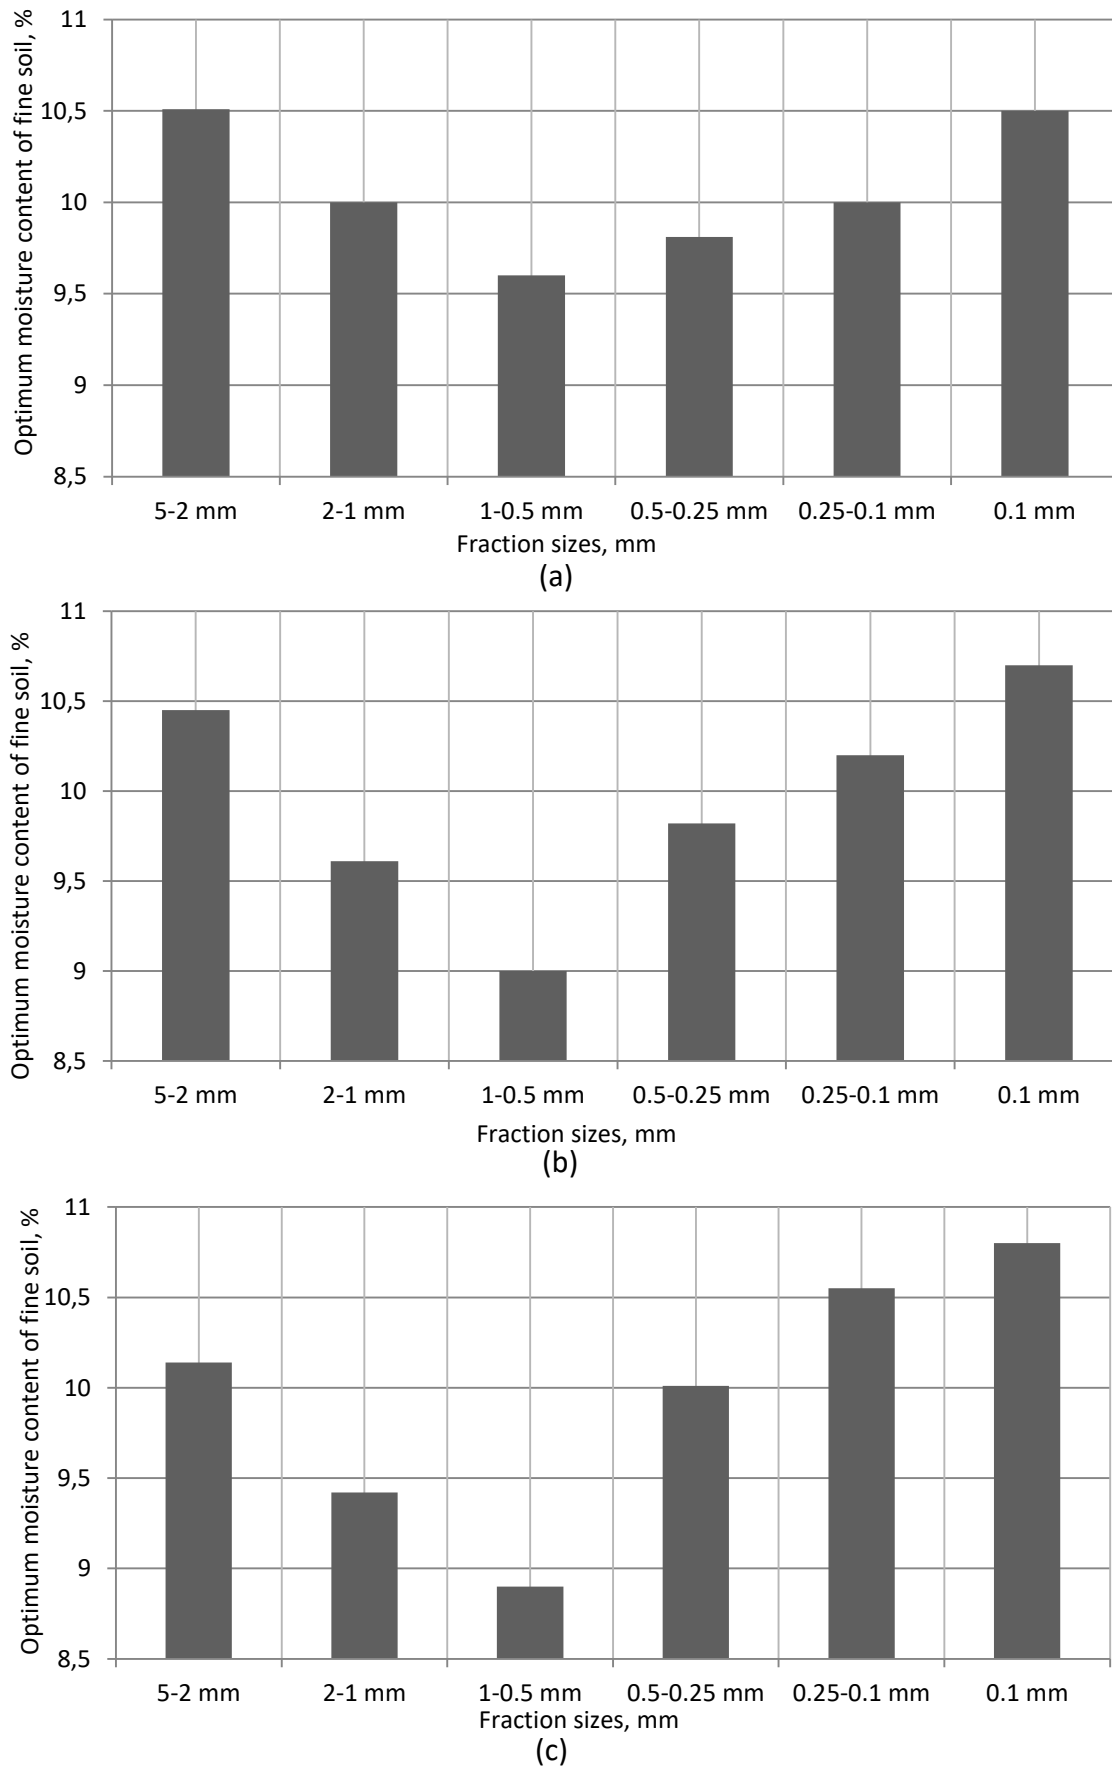 Optimum moisture content of fine soil, %
11
10,5
10
9,5
9
8,5
5-2 mm 2-1 mm 1-0.5 mm 0.5-0.25 mm 0.25-0.1 mm 0.1 mm
Fraction sizes, mm
(a)
Optimum moisture content of fine soil, %
11
10,5
10
9,5
9
8,5
5-2 mm 2-1 mm 1-0.5 mm 0.5-0.25 mm 0.25-0.1 mm 0.1 mm
Fraction sizes, mm
(b)
Optimum moisture content of fine soil, %
11
10,5
10
9,5
9
8,5
5-2 mm 2-1 mm 1-0.5 mm 0.5-0.25 mm 0.25-0.1 mm 0.1 mm
Fraction sizes, mm
(c)